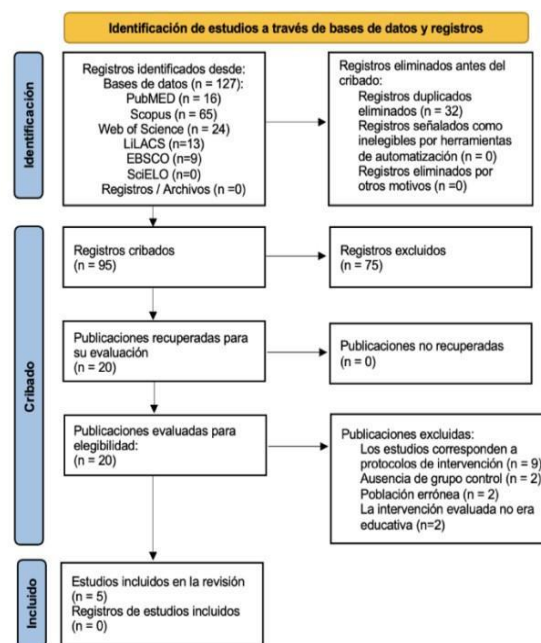 Identificación de estudios a través de bases de datos y registros
Identificación
Registros identificados desde:
Bases de datos (n = 127):
PubMED (n = 16)
Scopus (n = 65)
Web of Science (n = 24)
LiLACS (n=13)
EBSCO (n=9)
SciELO (n=0)
Registros / Archivos (n =0)
Registros eliminados antes del
cribado:
Registros duplicados
eliminados (n = 32)
Registros señalados como
inelegibles por herramientas
de automatización (n = 0)
Registros eliminados por
otros motivos (n =0)
Cribado
Registros cribados
(n = 95)
Registros excluidos
(n = 75)
Publicaciones recuperadas para
su evaluación
(n = 20)
Publicaciones no recuperadas
(n = 0)
Publicaciones evaluadas para
elegibilidad:
(n = 20)
Publicaciones excluidas:
Los estudios corresponden a
protocolos de intervención (n = 9)
Ausencia de grupo control (n = 2)
Población errónea (n = 2)
La intervención evaluada no era
educativa (n=2)
Incluido
Estudios incluidos en la revisión
(n = 5)
Registros de estudios incluidos
(n = 0)